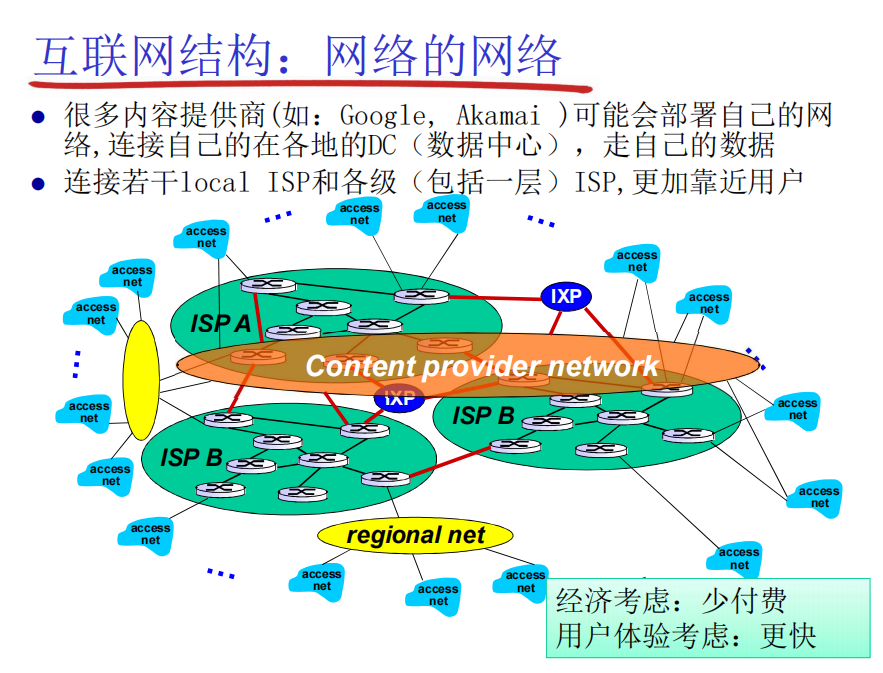 互联网结构：网络的网络
● 很多内容提供商(如：Google, Akamai )可能会部署自己的网
络,连接自己的在各地的DC（数据中心），走自己的数据
● 连接若干local ISP和各级（包括一层）ISP,更加靠近用户
access
net
access
net
access
net
access
net
access
net
access
net
access
net
IXP
ISP A
Content provider network
IXP
ISP B
ISP B
access
net
access
net
access
net
access
net
access
net
regional net
access
net
access
net
access
net
access
net
经济考虑：少付费
用户体验考虑：更快